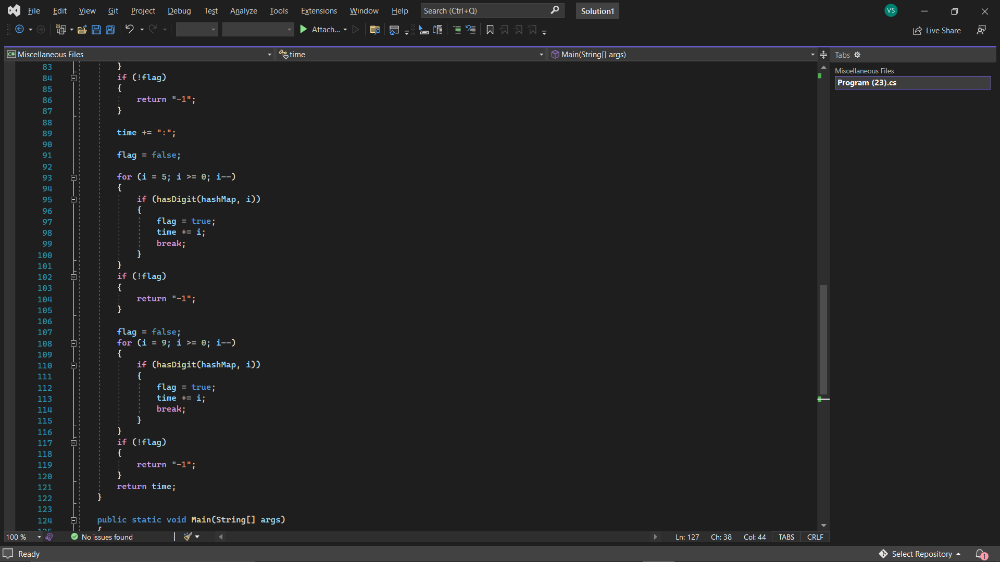 File Edit View Git Project Debug Test Analyze Tools Extensions Window Help Search (Ctrl+Q) Solution1 VS
Attach... Live Share
C# Miscellaneous Files time Main(String[] args) Tabs
Miscellaneous Files
Program (23).cs
83 }
84 if (!flag)
85 {
86 return "-1";
87 }
88
89 time += ":";
90
91 flag = false;
92
93 for (i = 5; i >= 0; i--)
94 {
95 if (hasDigit(hashMap, i))
96 {
97 flag = true;
98 time += i;
99 break;
100 }
101 }
102 if (!flag)
103 {
104 return "-1";
105 }
106
107 flag = false;
108 for (i = 9; i >= 0; i--)
109 {
110 if (hasDigit(hashMap, i))
111 {
112 flag = true;
113 time += i;
114 break;
115 }
116 }
117 if (!flag)
118 {
119 return "-1";
120 }
121 return time;
122 }
123
124 public static void Main(String[] args)
125 {
100 % No issues found Ln: 127 Ch: 38 Col: 44 TABS CRLF
Ready Select Repository 1